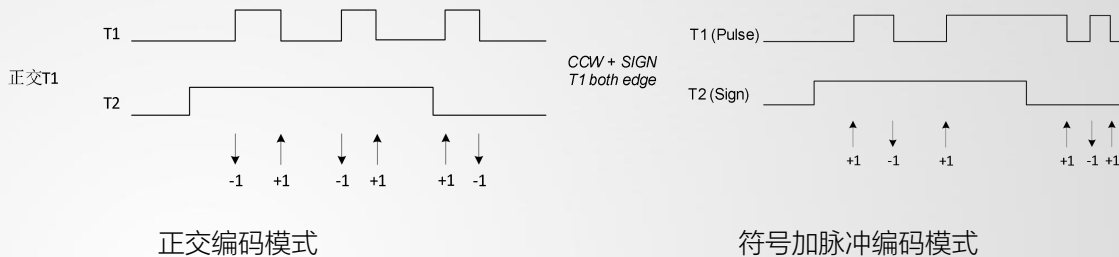 T1
正交T1
T2
-1 +1 -1 +1 +1 -1
正交编码模式
CCW + SIGN
T1 both edge
T1 (Pulse)
T2 (Sign)
+1 -1 +1 +1 -1 +1
符号加脉冲编码模式